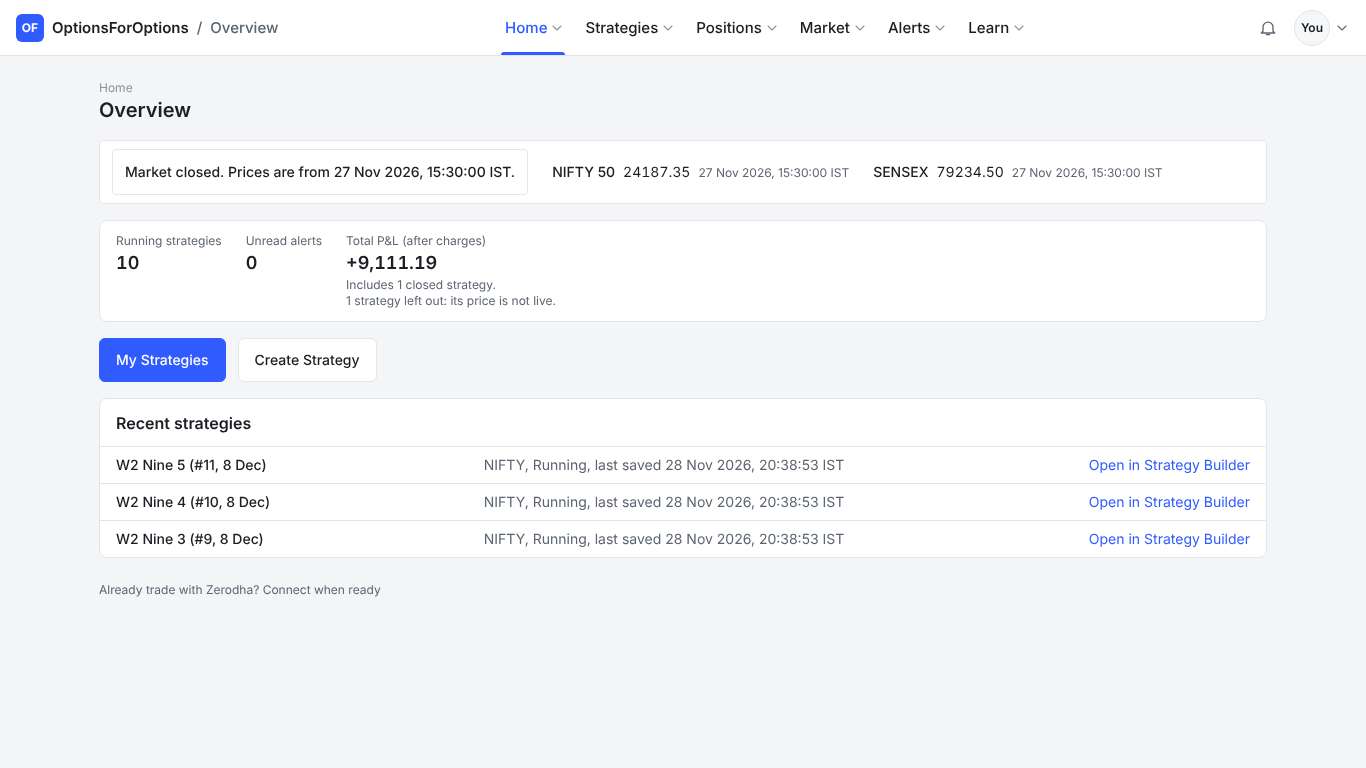 OF OptionsForOptions / Overview Home Strategies Positions Market Alerts Learn You
Home
Overview
Market closed. Prices are from 27 Nov 2026, 15:30:00 IST. NIFTY 50 24187.35 27 Nov 2026, 15:30:00 IST SENSEX 79234.50 27 Nov 2026, 15:30:00 IST
Running strategies Unread alerts Total P&L (after charges)
10 0 +9,111.19
Includes 1 closed strategy.
1 strategy left out: its price is not live.
My Strategies Create Strategy
Recent strategies
W2 Nine 5 (#11, 8 Dec) NIFTY, Running, last saved 28 Nov 2026, 20:38:53 IST Open in Strategy Builder
W2 Nine 4 (#10, 8 Dec) NIFTY, Running, last saved 28 Nov 2026, 20:38:53 IST Open in Strategy Builder
W2 Nine 3 (#9, 8 Dec) NIFTY, Running, last saved 28 Nov 2026, 20:38:53 IST Open in Strategy Builder
Already trade with Zerodha? Connect when ready